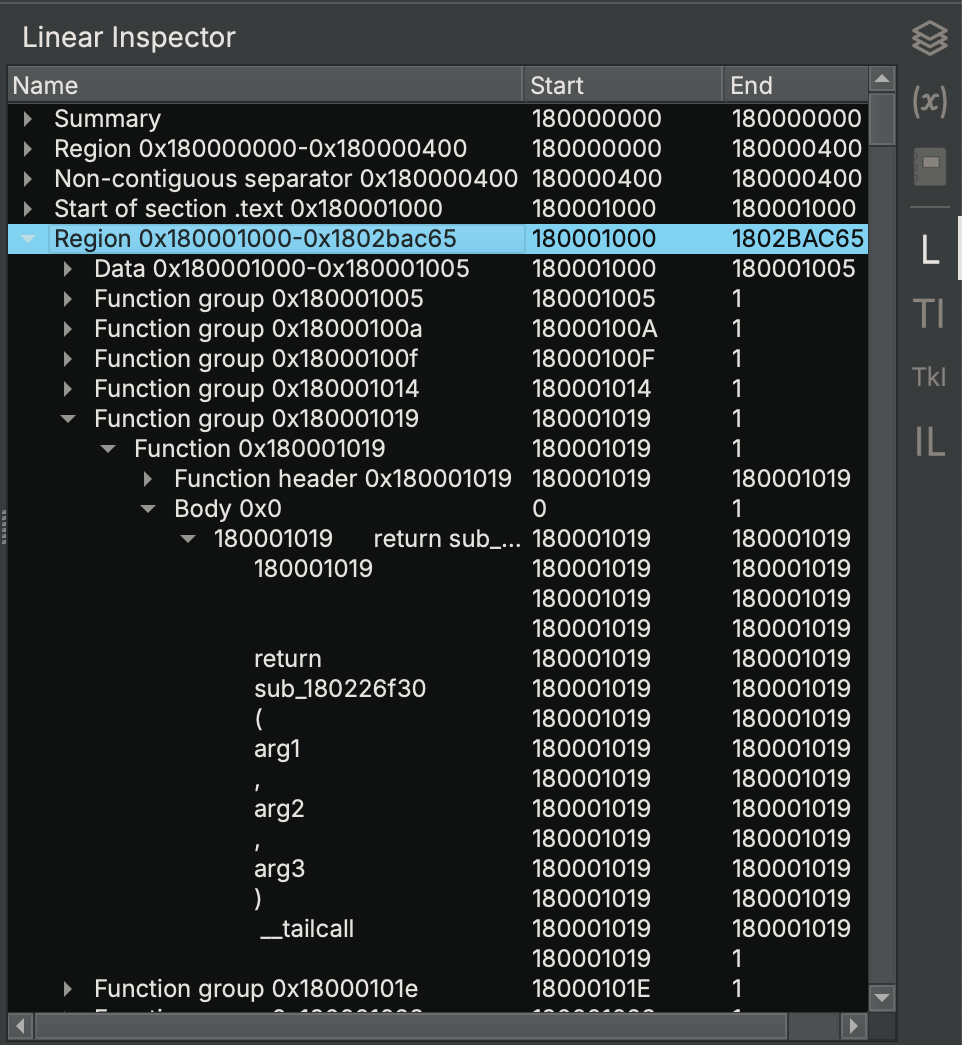 Linear Inspector
Name Start End
Summary 180000000 180000000
Region 0x180000000-0x180000400 180000000 180000400
Non-contiguous separator 0x180000400 180000400 180000400
Start of section .text 0x180001000 180001000 180001000
Region 0x180001000-0x1802bac65 180001000 1802BAC65
Data 0x180001000-0x180001005 180001000 180001005
Function group 0x180001005 180001005 1
Function group 0x18000100a 18000100A 1
Function group 0x18000100f 18000100F 1
Function group 0x180001014 180001014 1
Function group 0x180001019 180001019 1
Function 0x180001019 180001019 1
Function header 0x180001019 180001019 180001019
Body 0x0 0 1
180001019 return sub_... 180001019 180001019
180001019 180001019 180001019
180001019 180001019
180001019 180001019
return 180001019 180001019
sub_180226f30 180001019 180001019
( 180001019 180001019
arg1 180001019 180001019
, 180001019 180001019
arg2 180001019 180001019
, 180001019 180001019
arg3 180001019 180001019
) 180001019 180001019
__tailcall 180001019 180001019
180001019 1
Function group 0x18000101e 18000101E 1
(x)
L
TI
TkI
IL